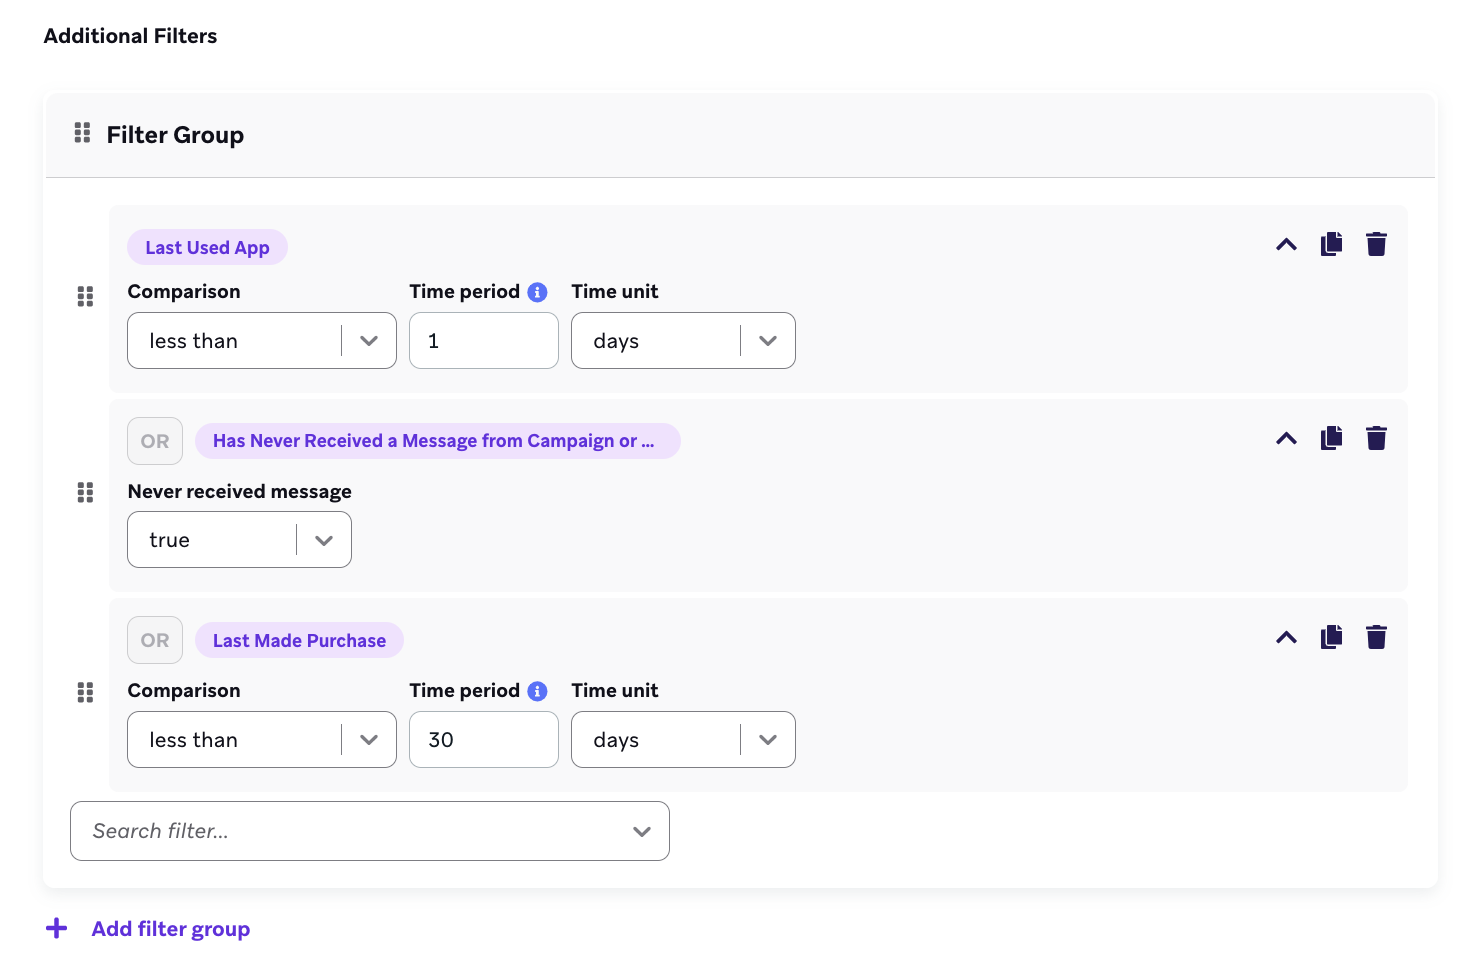 Additional Filters
Filter Group
Last Used App
Comparison Time period Time unit
less than 1 days
OR Has Never Received a Message from Campaign or ...
Never received message
true
OR Last Made Purchase
Comparison Time period Time unit
less than 30 days
Search filter...
Add filter group